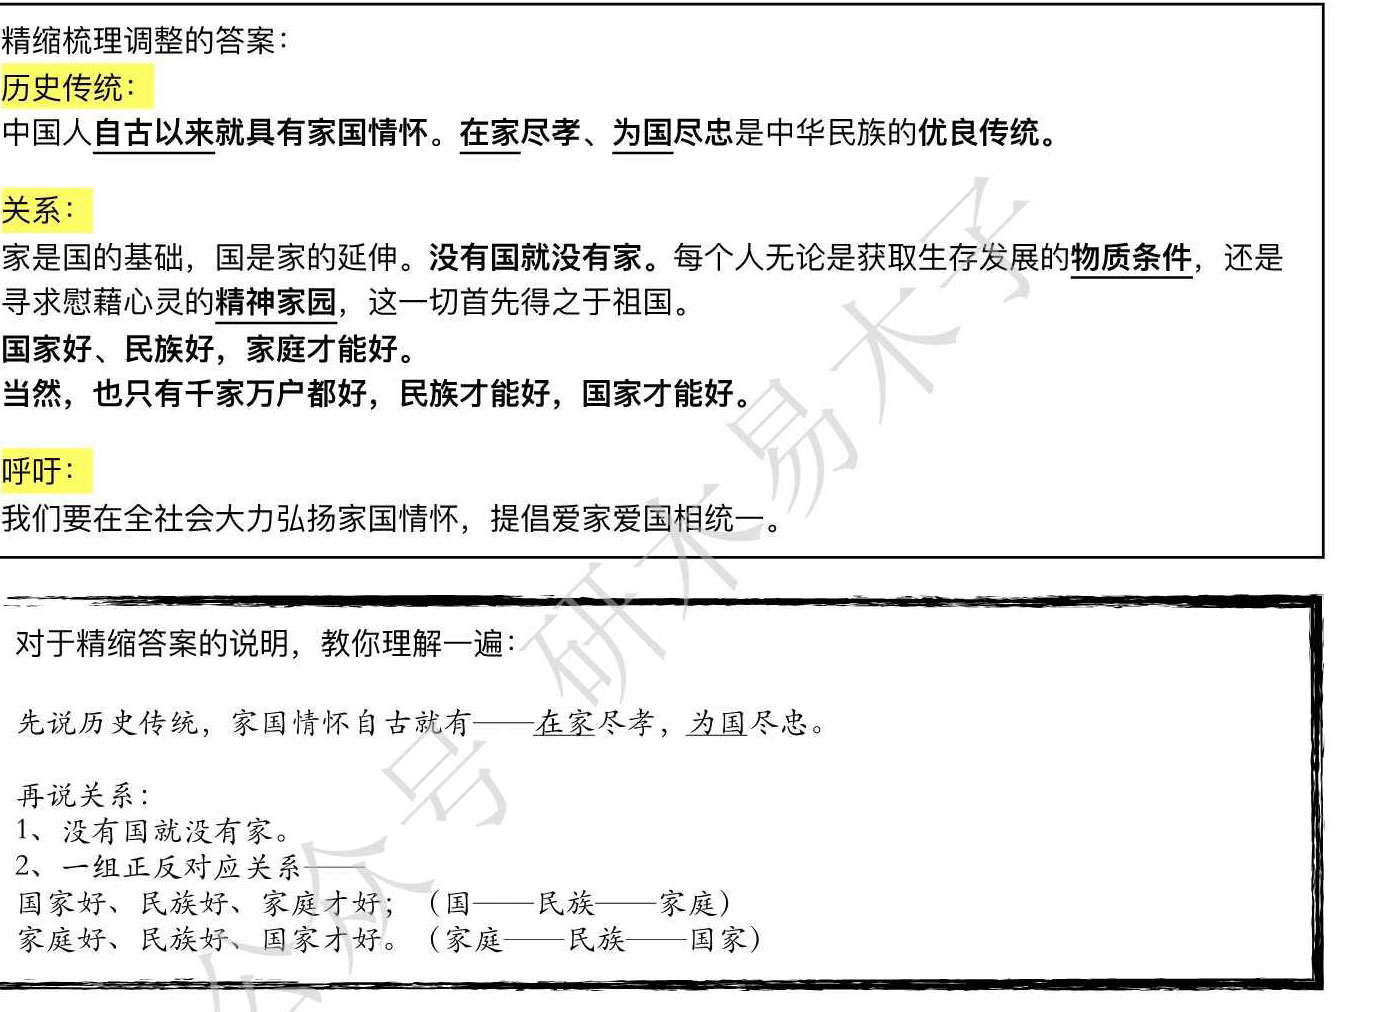 精缩梳理调整的答案：
历史传统：
中国人自古以来就具有家国情怀。在家尽孝、为国尽忠是中华民族的优良传统。
关系：
家是国的基础，国是家的延伸。没有国就没有家。每个人无论是获取生存发展的物质条件，还是
寻求慰藉心灵的精神家园，这一切首先得之于祖国。
国家好、民族好，家庭才能好。
当然，也只有千家万户都好，民族才能好，国家才能好。
呼吁：
我们要在全社会大力弘扬家国情怀，提倡爱家爱国相统一。
对于精缩答案的说明，教你理解一遍：
先说历史传统，家国情怀自古就有——在家尽孝，为国尽忠。
再说关系：
1、没有国就没有家。
2、一组正反对应关系——
国家好、民族好、家庭才好；（国——民族——家庭）
家庭好、民族好、国家才好。（家庭——民族——国家）
公众号 研木易木子